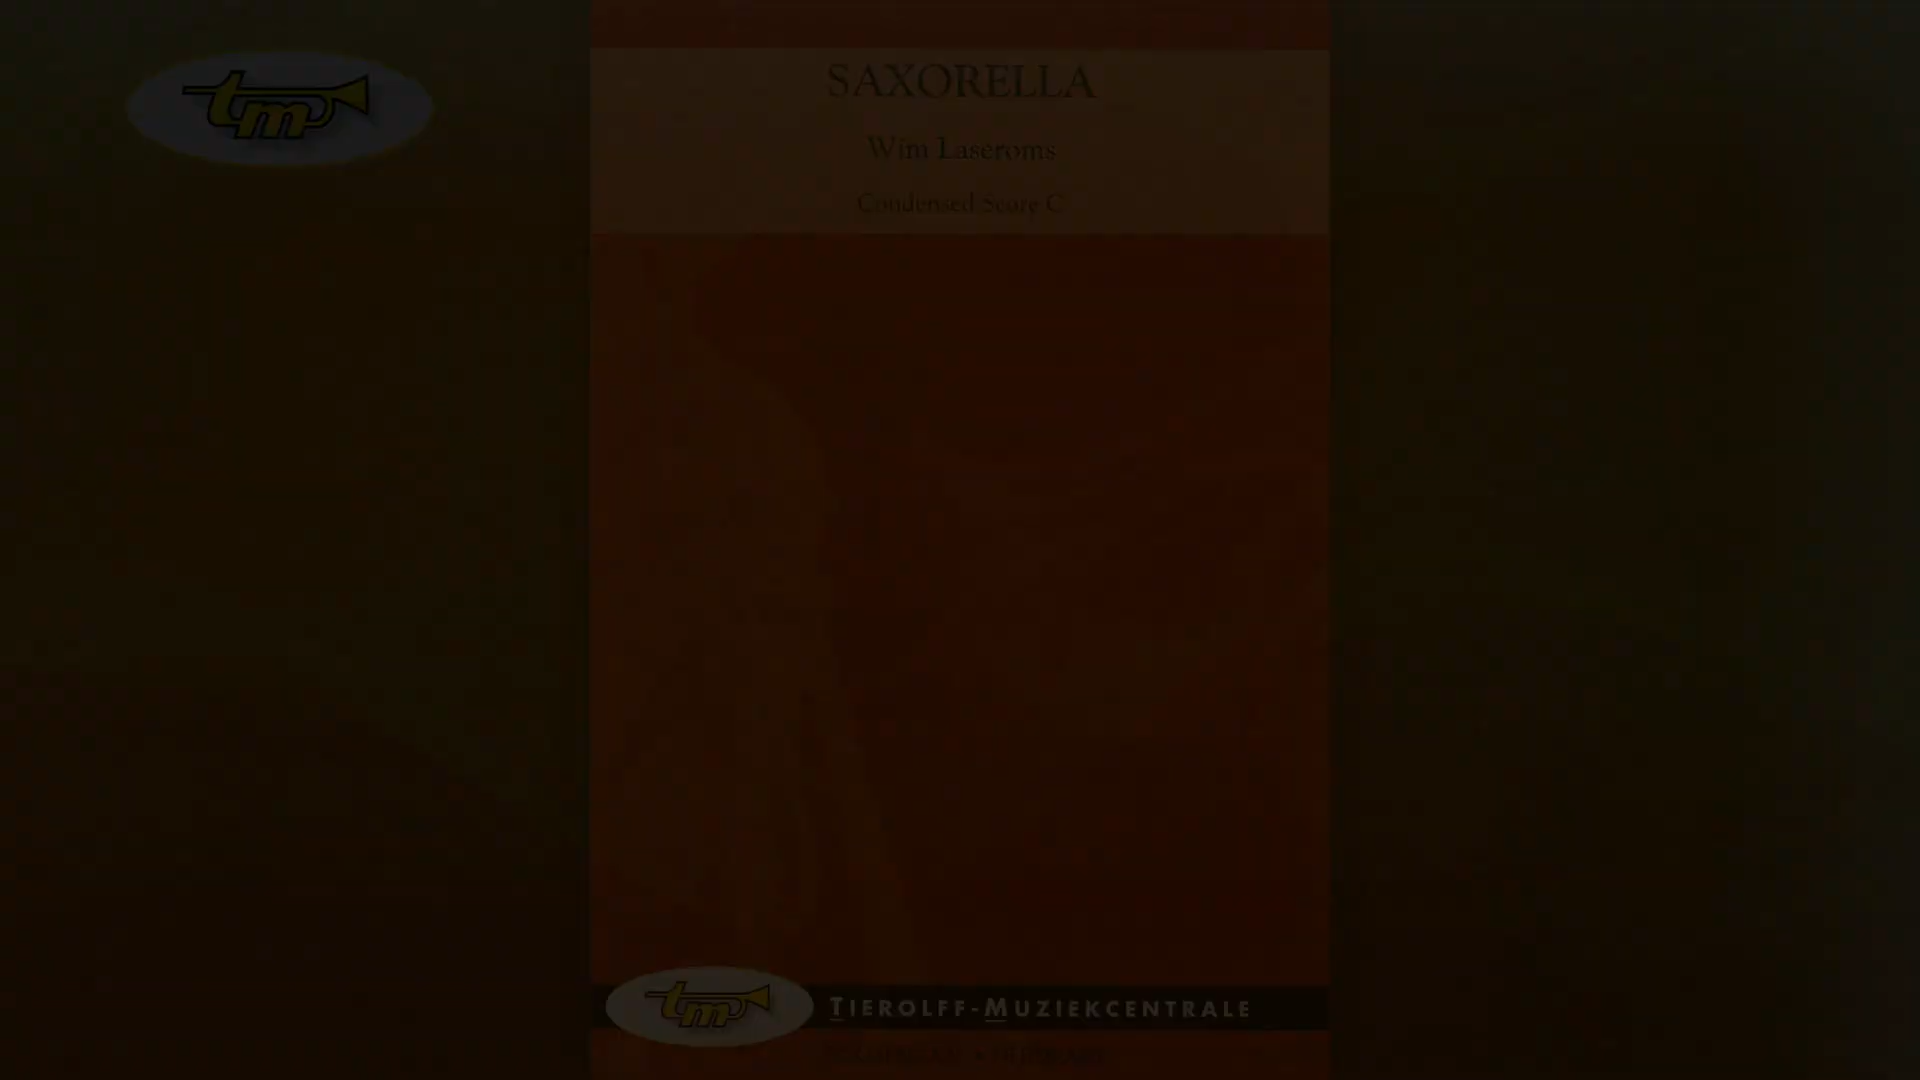 tm
SAXORELLA
Wim Laseroms
Condensed Score C
tm
TIEROLFF-MUZIEKCENTRALE